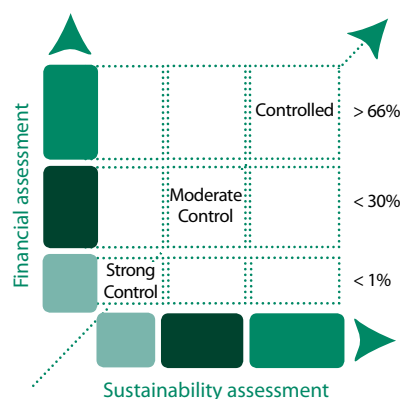 Financial assessment
Controlled
> 66%
Moderate
Control
< 30%
Strong
Control
< 1%
Sustainability assessment